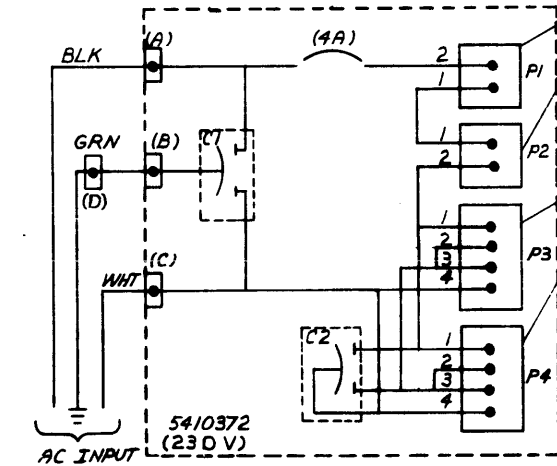 BLK
(A)
(4A)
2
1
P1
GRN
(B)
C1
1
2
P2
(D)
1
2
3
4
P3
WHT
(C)
C2
1
2
3
4
P4
5410372
(23 D V)
AC INPUT